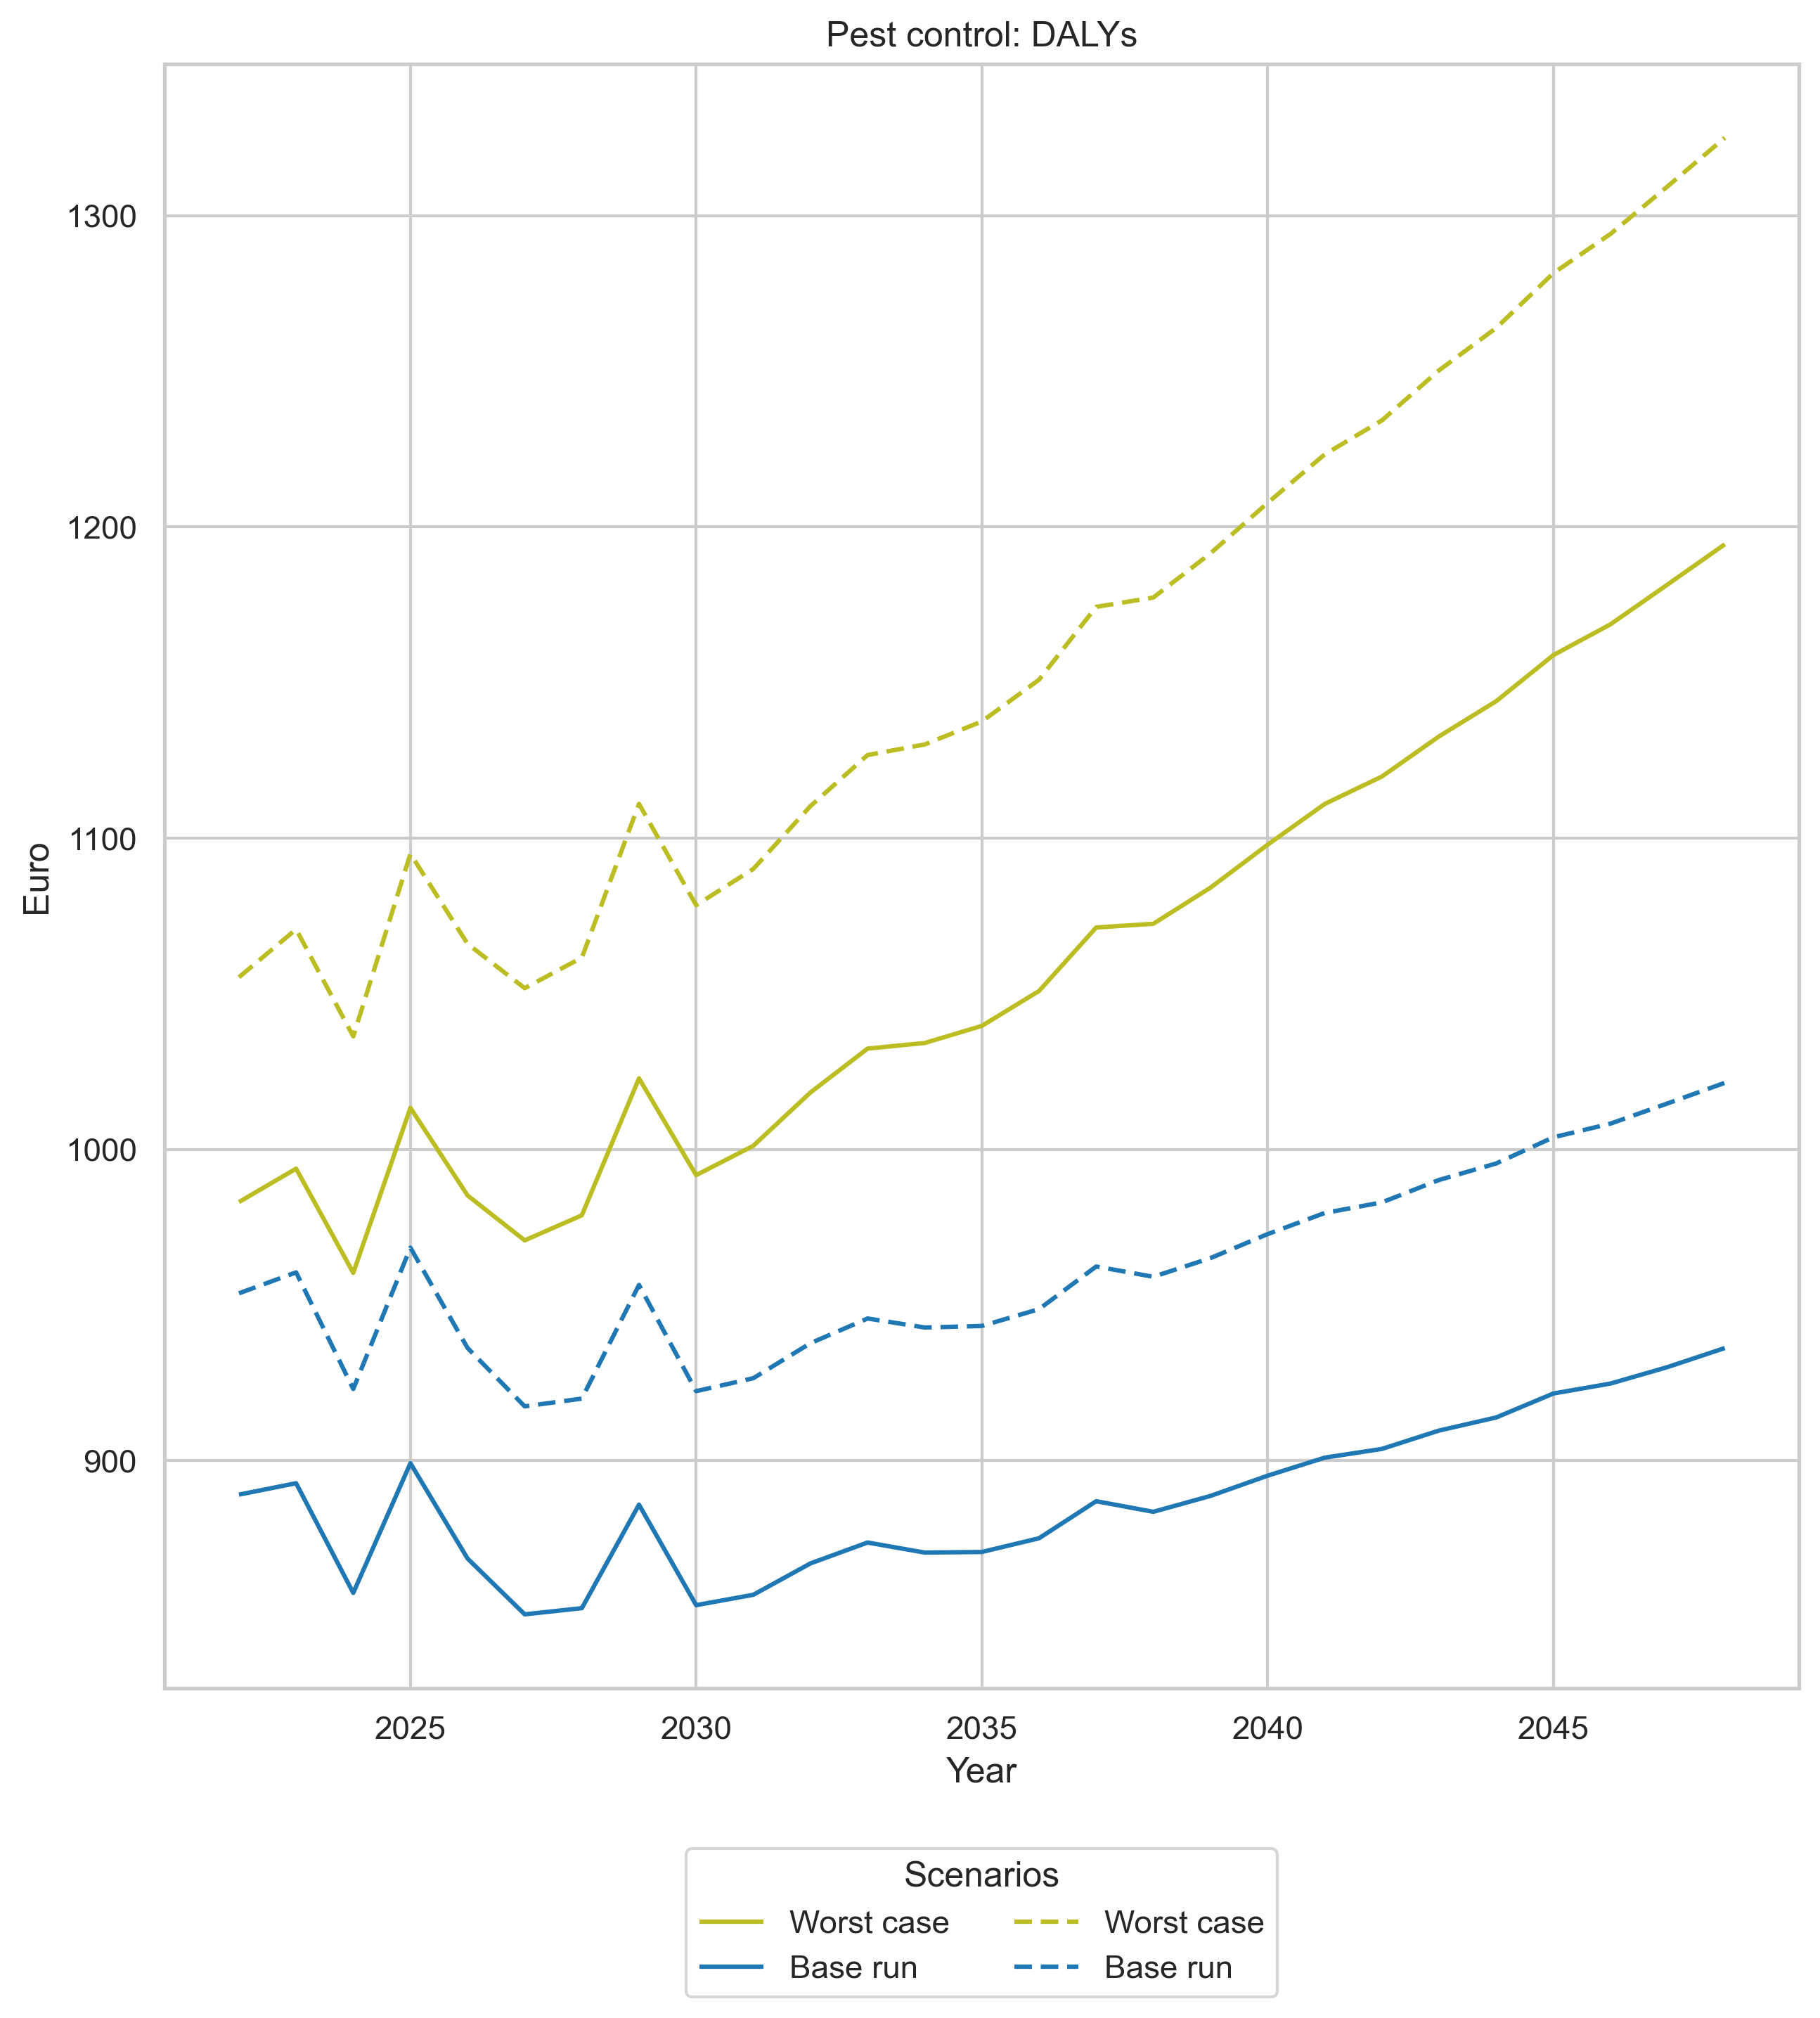 Pest control: DALYs
1300
1200
1100
1000
900
Euro
2025 2030 2035 2040 2045
Year
Scenarios
Worst case Worst case
Base run Base run